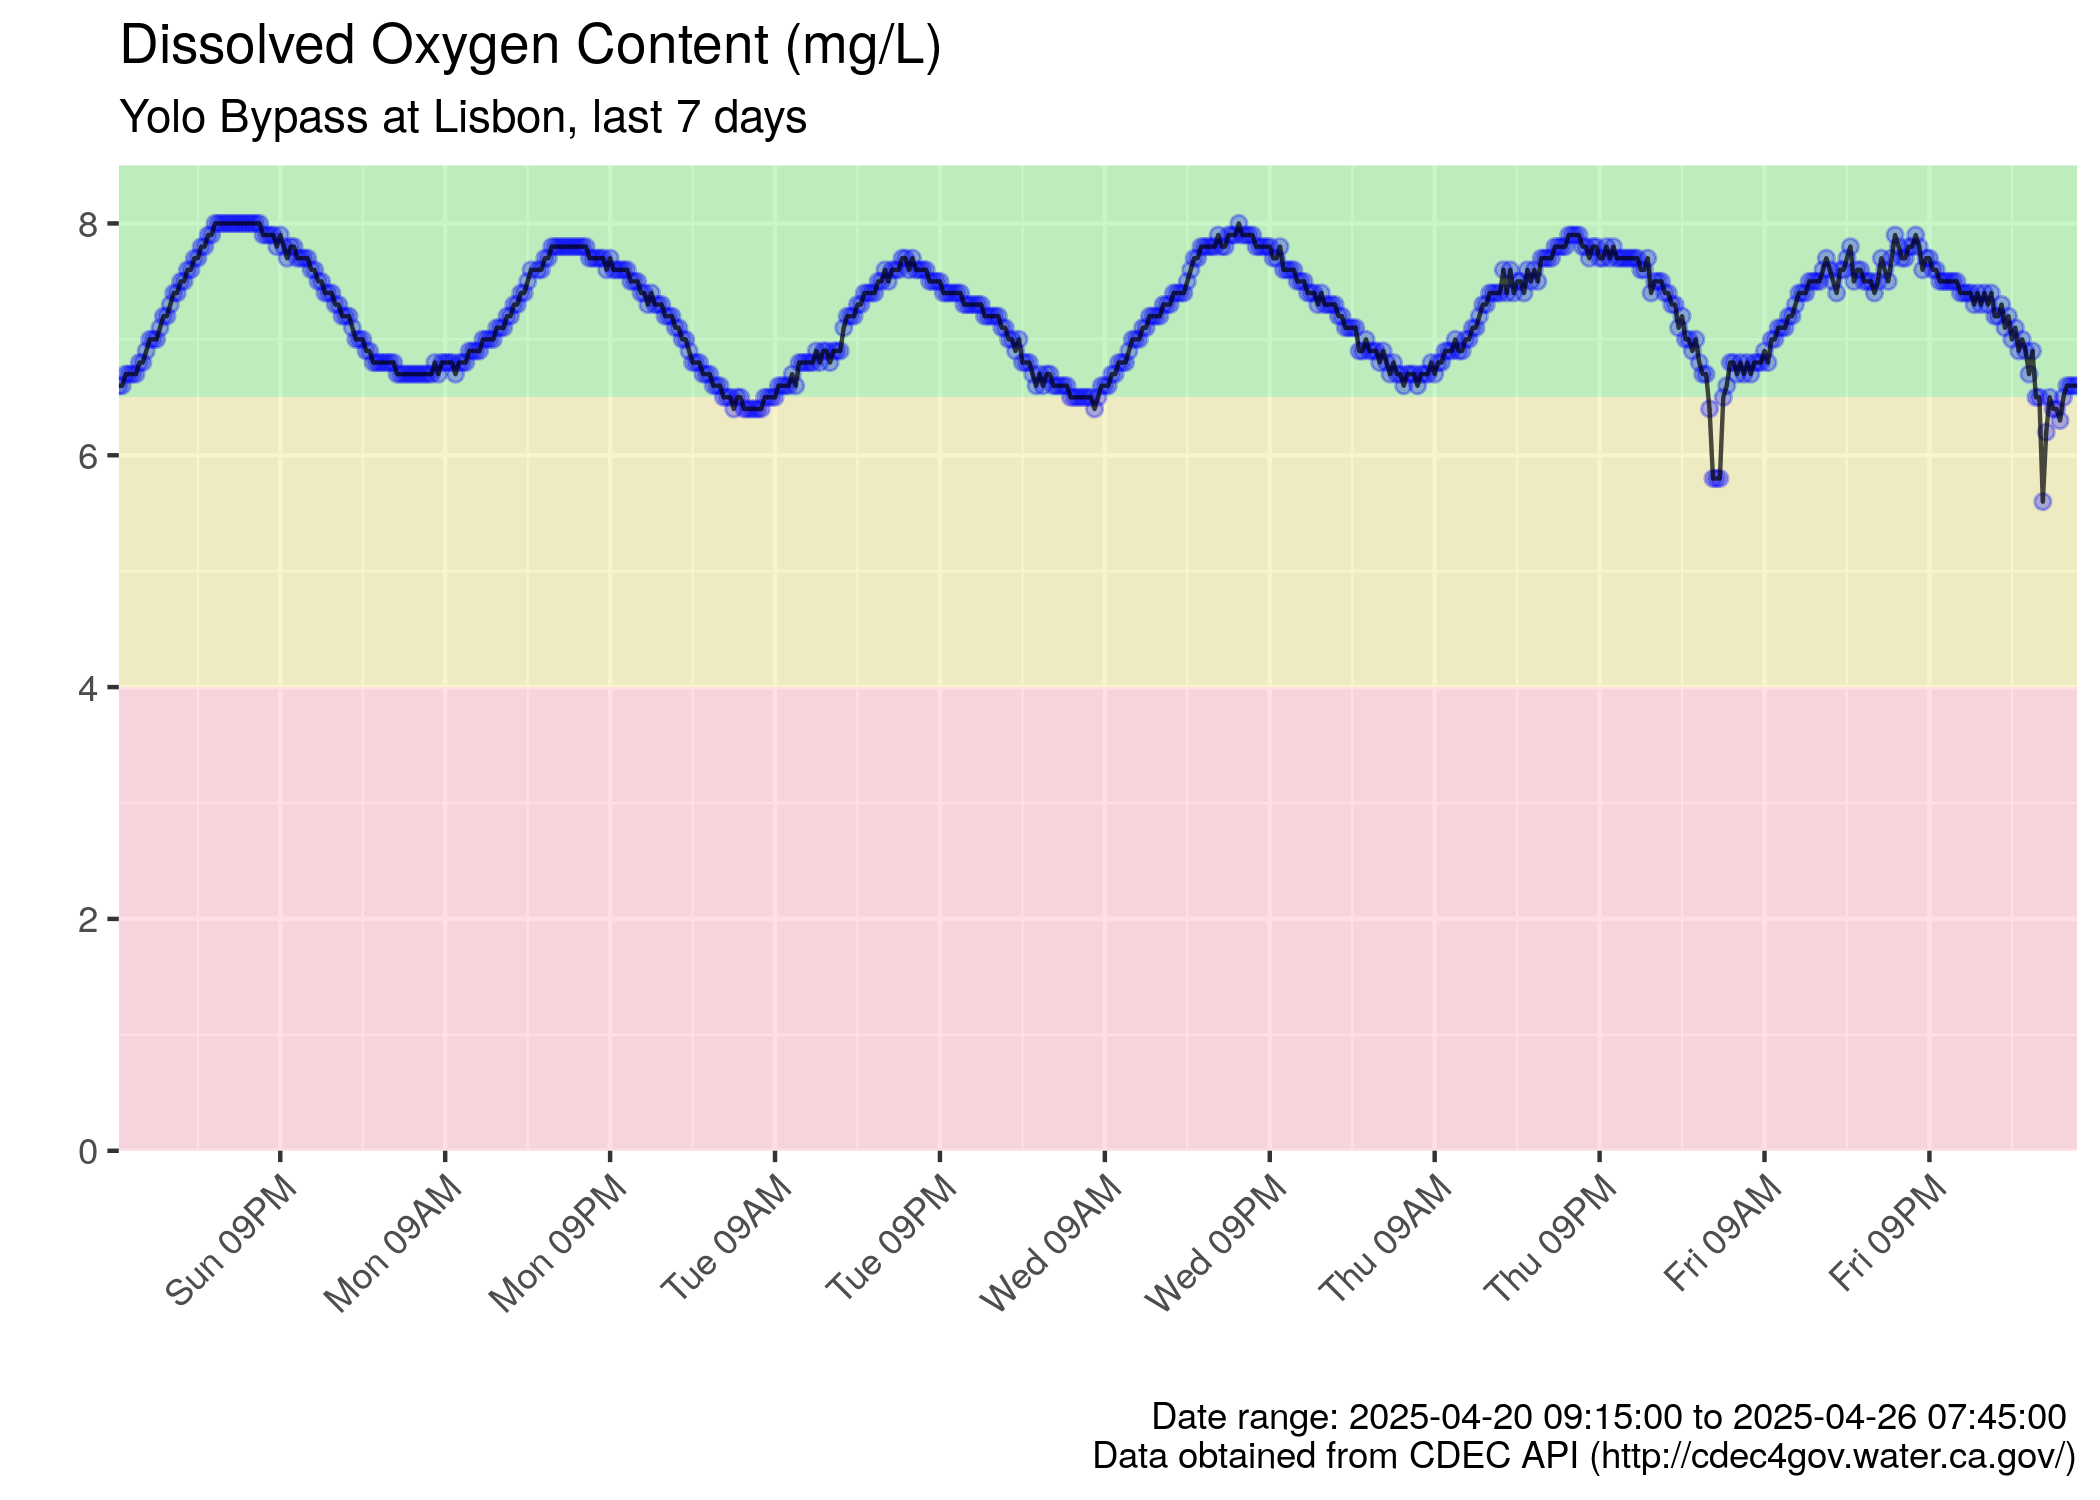 Dissolved Oxygen Content (mg/L)
Yolo Bypass at Lisbon, last 7 days
8
6
4
2
0
Sun 09PM
Mon 09AM
Mon 09PM
Tue 09AM
Tue 09PM
Wed 09AM
Wed 09PM
Thu 09AM
Thu 09PM
Fri 09AM
Fri 09PM
Date range: 2025-04-20 09:15:00 to 2025-04-26 07:45:00
Data obtained from CDEC API (http://cdec4gov.water.ca.gov/)